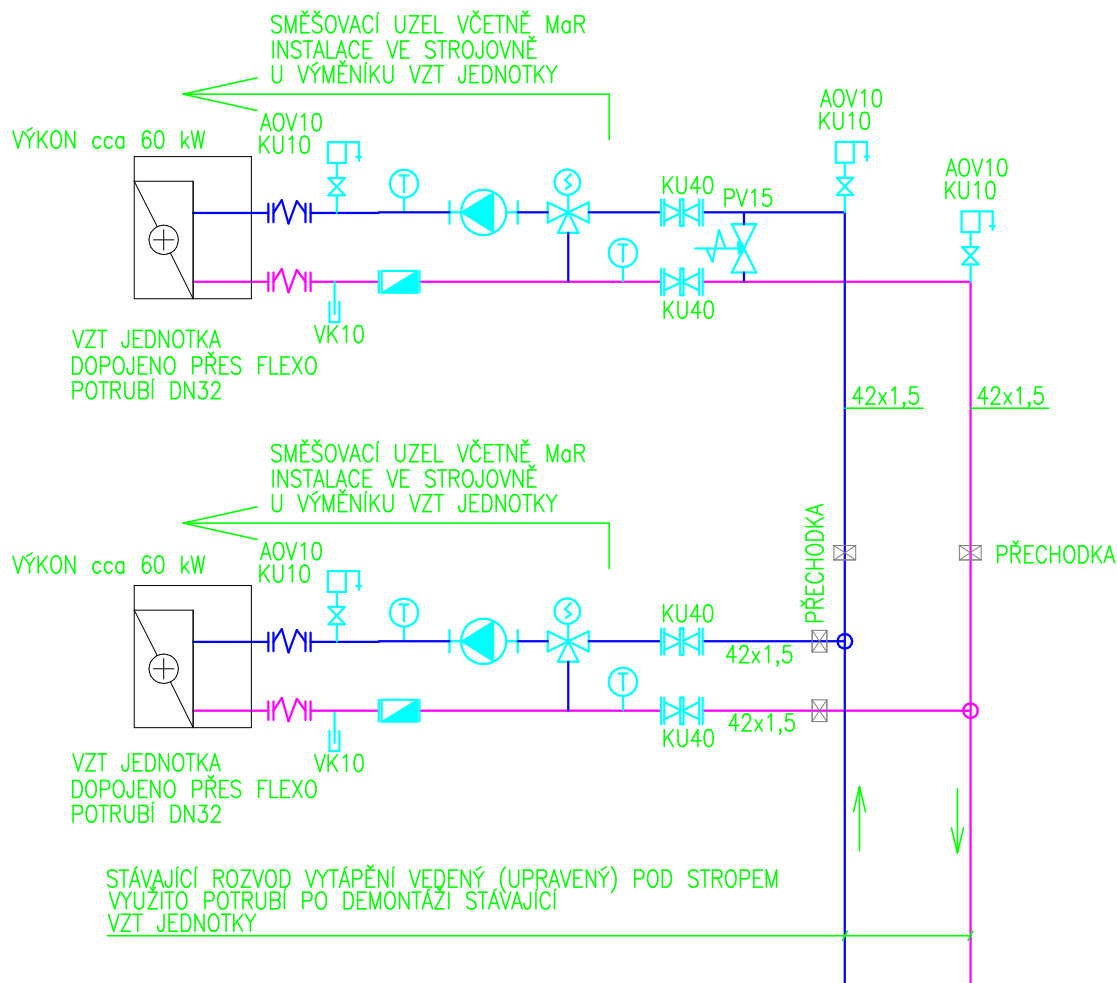 SMĚŠOVACÍ UZEL VČETNĚ MaR
INSTALACE VE STROJOVNĚ
U VÝMĚNÍKU VZT JEDNOTKY
AOV10
KU10
VÝKON cca 60 kW
AOV10
KU10
AOV10
KU10
T
KU40
PV15
T
VK10
KU40
VZT JEDNOTKA
DOPOJENO PŘES FLEXO
POTRUBÍ DN32
42x1,5
42x1,5
SMĚŠOVACÍ UZEL VČETNĚ MaR
INSTALACE VE STROJOVNĚ
U VÝMĚNÍKU VZT JEDNOTKY
AOV10
KU10
VÝKON cca 60 kW
PŘECHODKA
PŘECHODKA
T
KU40
42x1,5
T
42x1,5
VK10
KU40
VZT JEDNOTKA
DOPOJENO PŘES FLEXO
POTRUBÍ DN32
STÁVAJÍCÍ ROZVOD VYTÁPĚNÍ VEDENÝ (UPRAVENÝ) POD STROPEM
VYUŽITO POTRUBÍ PO DEMONTÁŽI STÁVAJÍCÍ
VZT JEDNOTKY